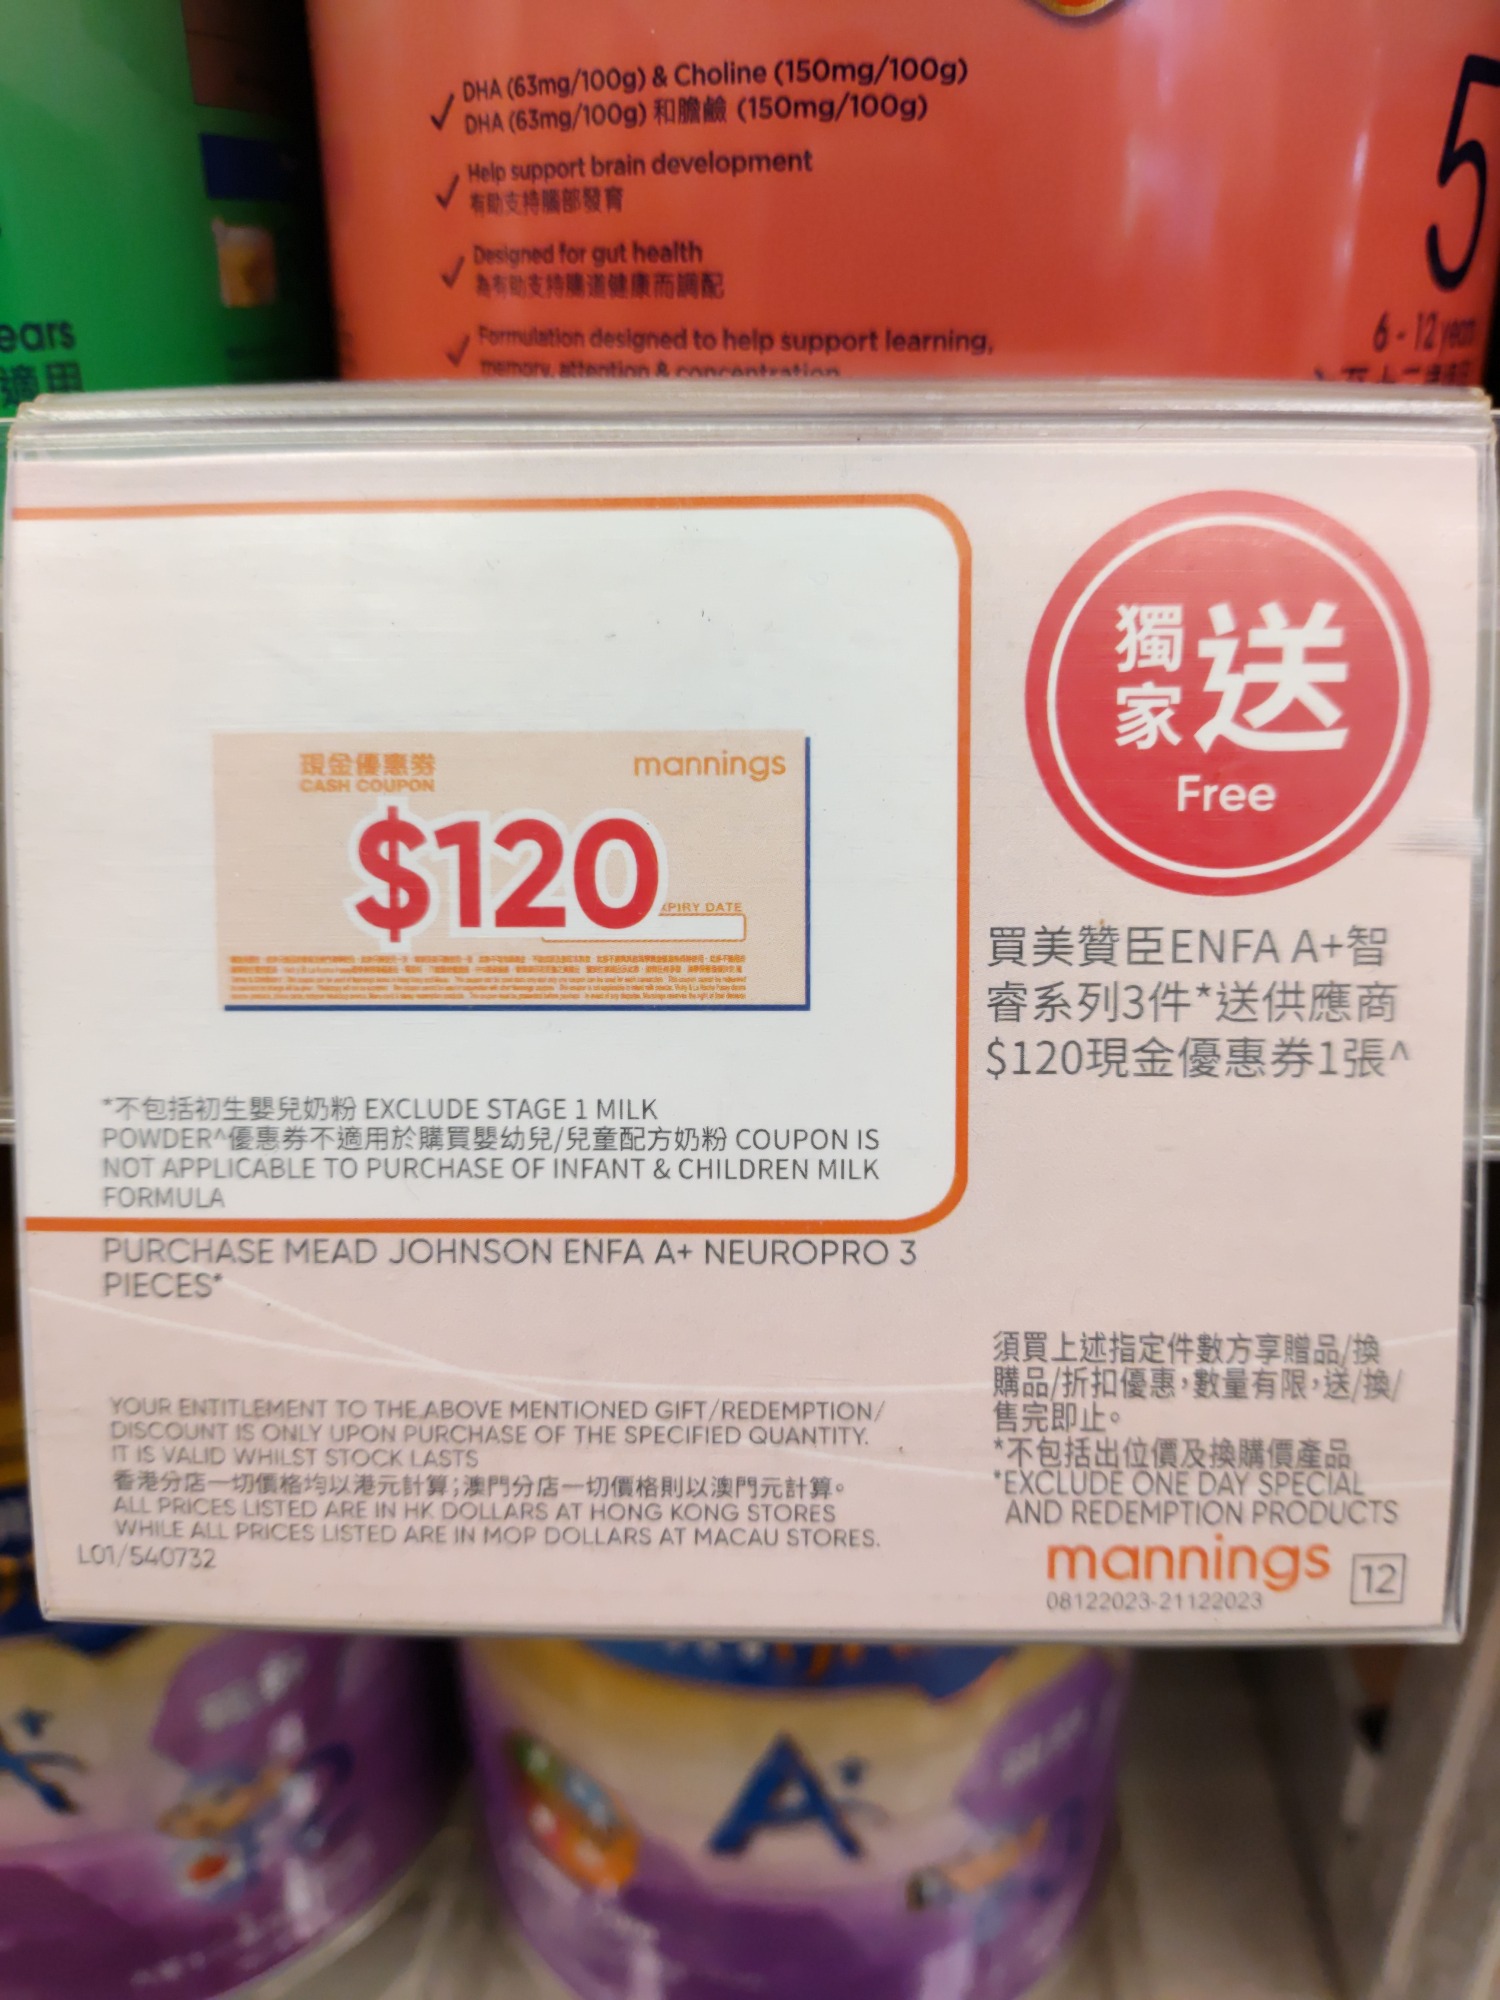 DHA (63mg/100g) & Choline (150mg/100g)
DHA (63mg/100g) 和膽鹼 (150mg/100g)
Help support brain development
有助支持腦部發育
Designed for gut health
為有助支持腸道健康而調配
Formulation designed to help support learning,
memory, attention & concentration
5
6 - 12 years
ears
適用
現金優惠券
CASH COUPON
mannings
$120
PIRY DATE
獨家送
Free
買美贊臣ENFA A+智
睿系列3件*送供應商
$120現金優惠券1張^
*不包括初生嬰兒奶粉 EXCLUDE STAGE 1 MILK
POWDER^優惠券不適用於購買嬰幼兒/兒童配方奶粉 COUPON IS
NOT APPLICABLE TO PURCHASE OF INFANT & CHILDREN MILK
FORMULA
PURCHASE MEAD JOHNSON ENFA A+ NEUROPRO 3
PIECES*
YOUR ENTITLEMENT TO THE ABOVE MENTIONED GIFT/REDEMPTION/
DISCOUNT IS ONLY UPON PURCHASE OF THE SPECIFIED QUANTITY.
IT IS VALID WHILST STOCK LASTS
香港分店一切價格均以港元計算;澳門分店一切價格則以澳門元計算。
ALL PRICES LISTED ARE IN HK DOLLARS AT HONG KONG STORES
WHILE ALL PRICES LISTED ARE IN MOP DOLLARS AT MACAU STORES.
L01/540732
須買上述指定件數方享贈品/換
購品/折扣優惠,數量有限,送/換/
售完即止。
*不包括出位價及換購價產品
*EXCLUDE ONE DAY SPECIAL
AND REDEMPTION PRODUCTS
mannings
12
08122023-21122023
A+